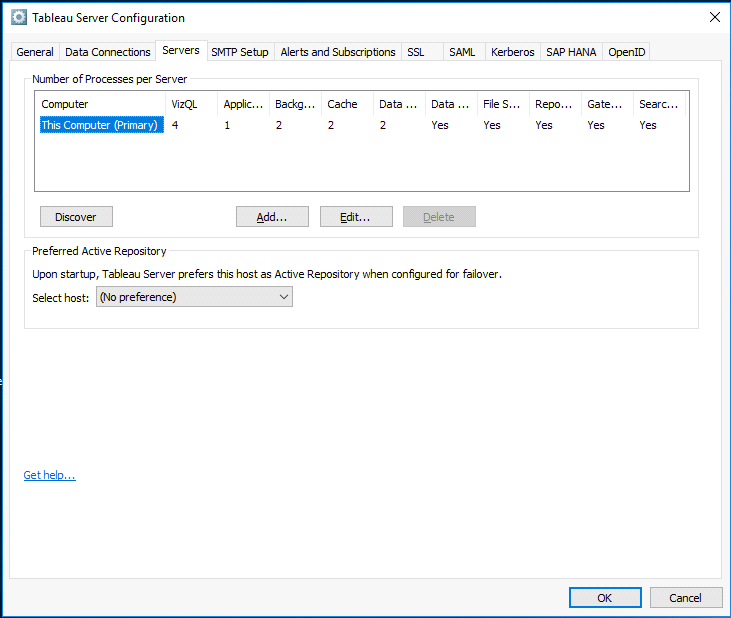 Tableau Server Configuration
General Data Connections Servers SMTP Setup Alerts and Subscriptions SSL SAML Kerberos SAP HANA OpenID
Number of Processes per Server
Computer VizQL Applic... Backg... Cache Data ... Data ... File S... Repo... Gate... Searc...
This Computer (Primary) 4 1 2 2 2 Yes Yes Yes Yes Yes
Discover Add... Edit... Delete
Preferred Active Repository
Upon startup, Tableau Server prefers this host as Active Repository when configured for failover.
Select host: (No preference)
Get help...
OK Cancel